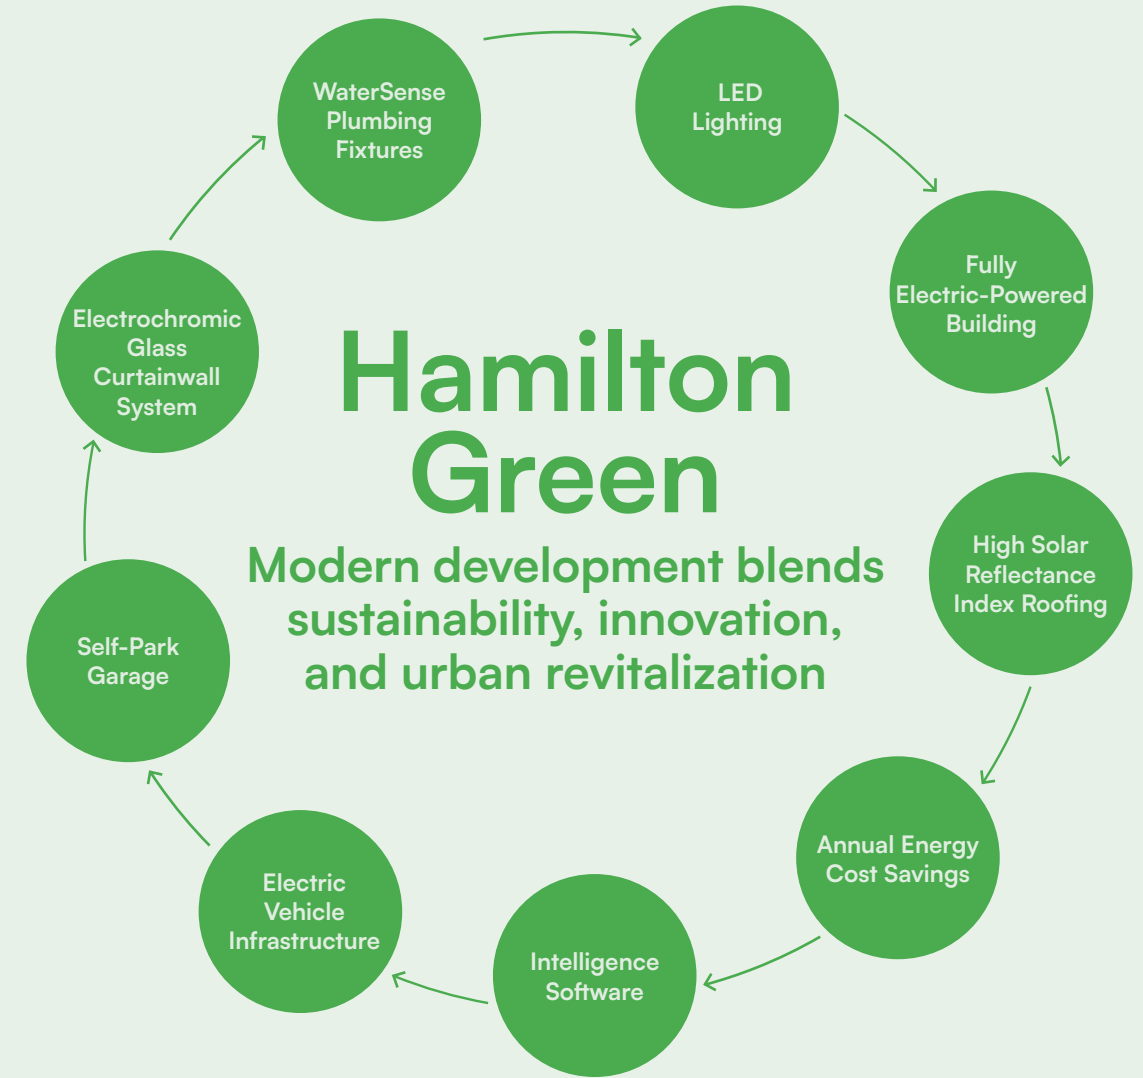 Hamilton
Green
Modern development blends
sustainability, innovation,
and urban revitalization
WaterSense
Plumbing
Fixtures
LED
Lighting
Fully
Electric-Powered
Building
High Solar
Reflectance
Index Roofing
Annual Energy
Cost Savings
Intelligence
Software
Electric
Vehicle
Infrastructure
Self-Park
Garage
Electrochromic
Glass
Curtainwall
System